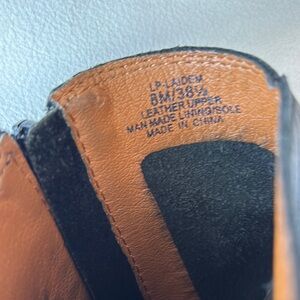 LP-LAIDEM
8M/38½
LEATHER UPPER
MAN MADE LINING/SOLE
MADE IN CHINA